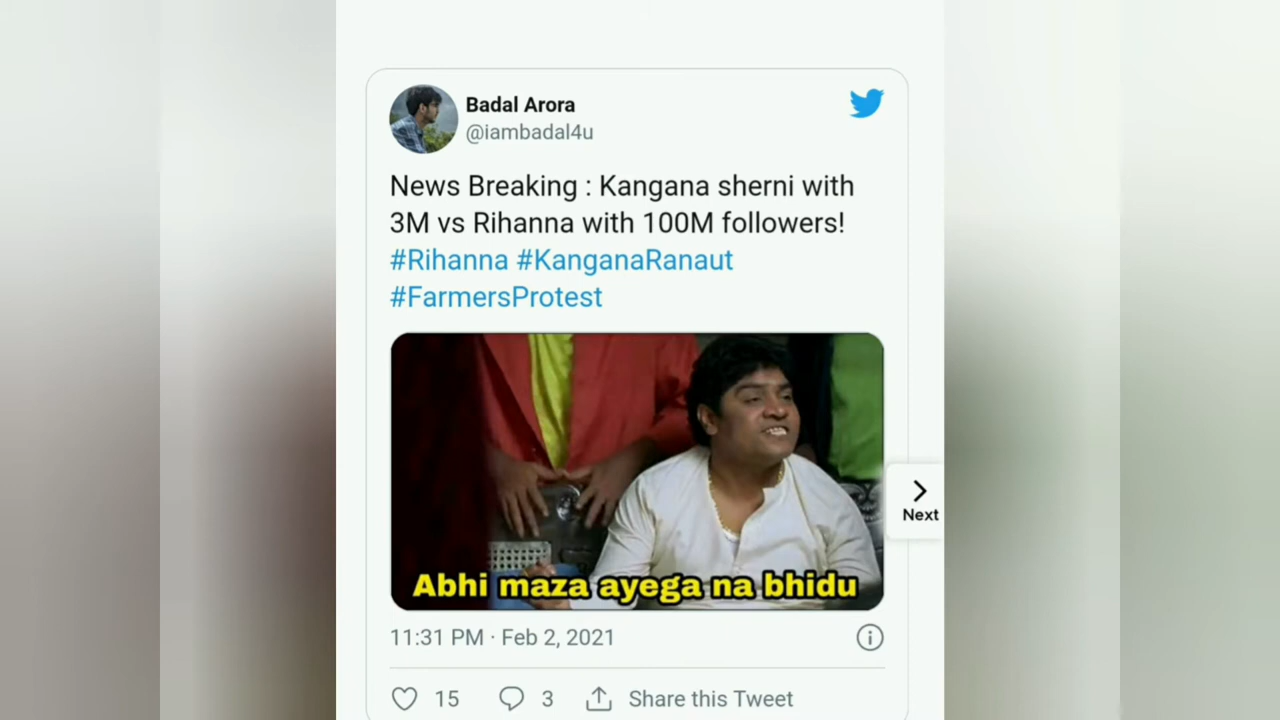 Badal Arora
@iambadal4u
News Breaking : Kangana sherni with
3M vs Rihanna with 100M followers!
#Rihanna #KanganaRanaut
#FarmersProtest
Abhi maza ayega na bhidu
Next
11:31 PM · Feb 2, 2021
15 3 Share this Tweet